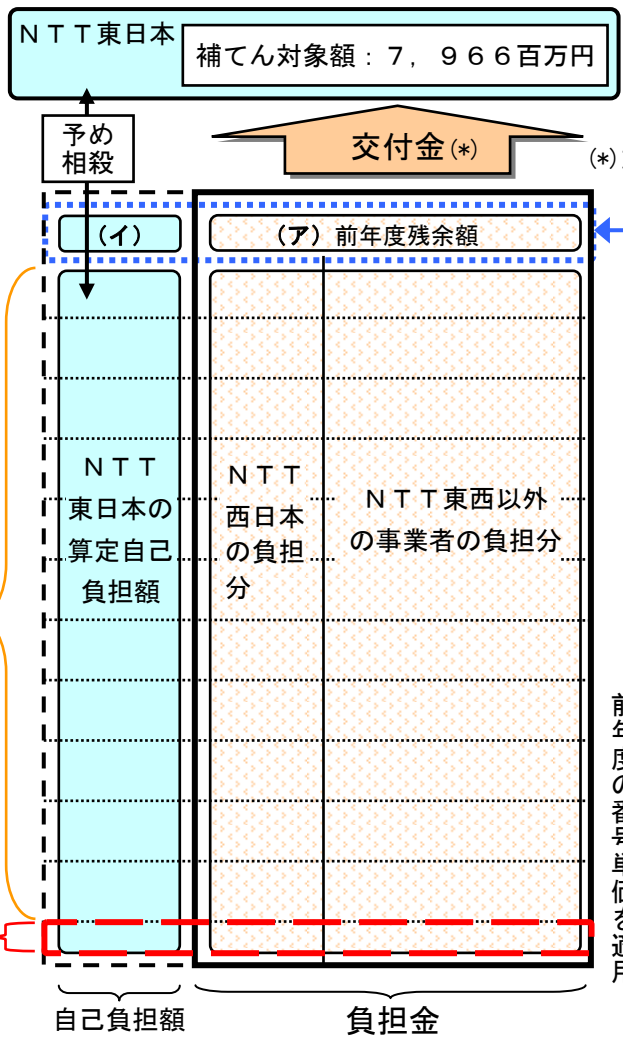 ＮＴＴ東日本
補てん対象額：７，９６６百万円
予め
相殺
交付金(*)
(*)
(イ)
(ア)前年度残余額
ＮＴＴ
東日本の
算定自己
負担額
ＮＴＴ
西日本
の負担
分
ＮＴＴ東西以外
の事業者の負担分
前年度の番号単価を適用
自己負担額
負担金